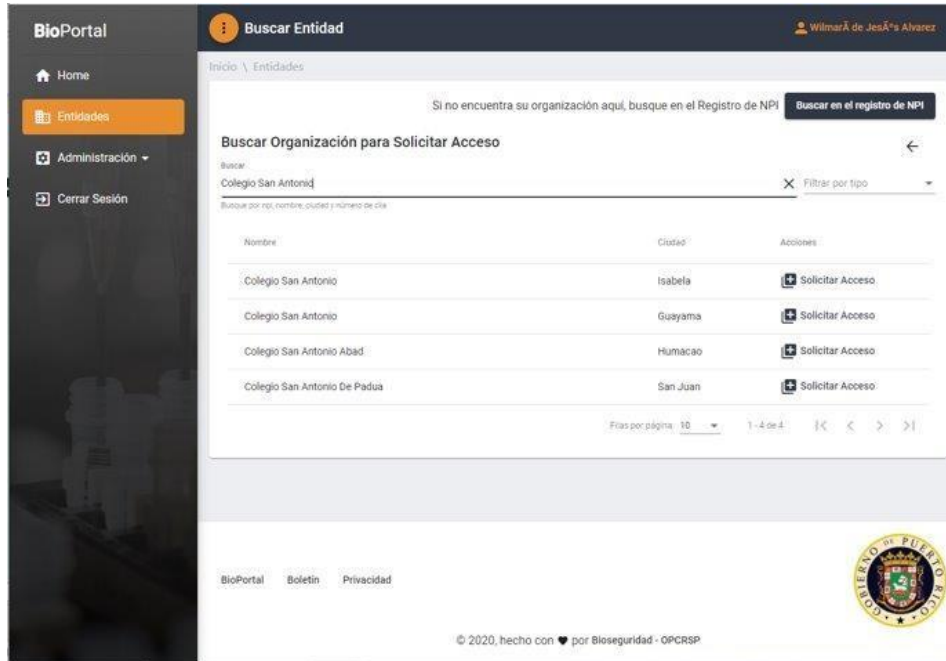 BioPortal
Home
Entidades
Administración
Cerrar Sesión
Buscar Entidad
WilmarÃ de JesÃºs Alvarez
Inicio \ Entidades
Si no encuentra su organización aquí, busque en el Registro de NPI
Buscar en el registro de NPI
Buscar Organización para Solicitar Acceso
Buscar
Colegio San Antonio
Filtrar por tipo
Busque por npi, nombre, ciudad y número de clia
Nombre Ciudad Acciones
Colegio San Antonio Isabela Solicitar Acceso
Colegio San Antonio Guayama Solicitar Acceso
Colegio San Antonio Abad Humacao Solicitar Acceso
Colegio San Antonio De Padua San Juan Solicitar Acceso
Filas por página: 10 1-4 de 4
BioPortal Boletín Privacidad
GOBIERNO DE PUERTO RICO
© 2020, hecho con ♥ por Bioseguridad - OPCRSP